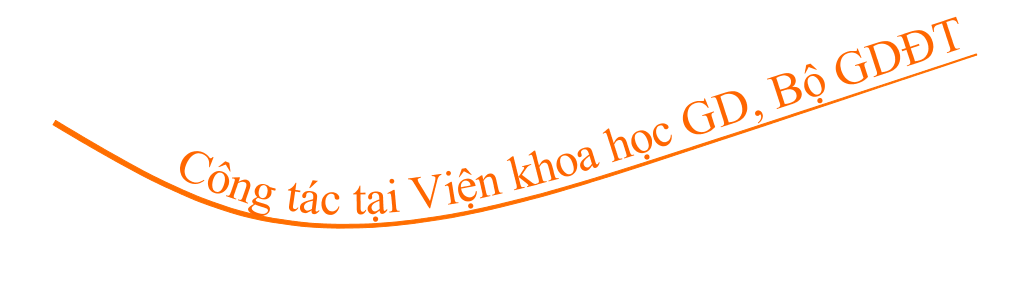 Công tác tại Viện khoa học GD, Bộ GDĐT